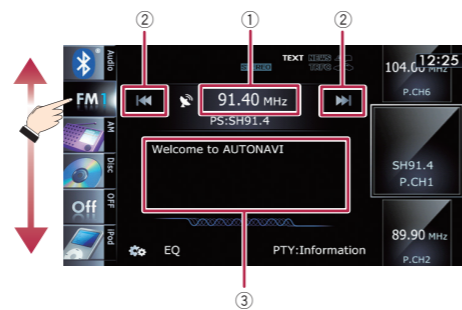 ② ① ②
Audio
TEXT NEWS
STEREO TRFC
12:25
104.00 MHz
P.CH6
FM1
91.40 MHz
PS:SH91.4
AM
Welcome to AUTONAVI
Disc
SH91.4
P.CH1
OFF
Off
iPod
89.90 MHz
P.CH2
EQ
PTY:Information
③